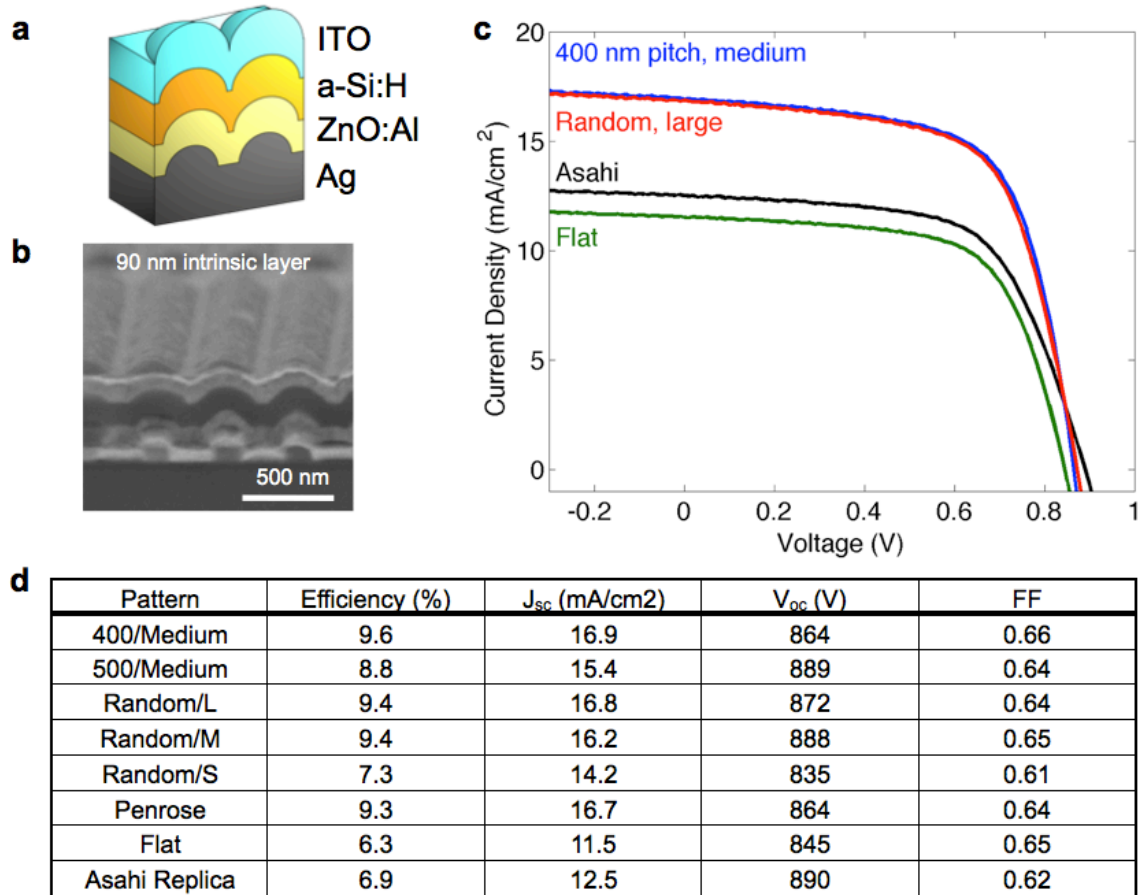 a
ITO
a-Si:H
ZnO:Al
Ag
b
90 nm intrinsic layer
500 nm
c
20
15
10
5
0
Current Density (mA/cm²)
400 nm pitch, medium
Random, large
Asahi
Flat
-0.2 0 0.2 0.4 0.6 0.8 1
Voltage (V)
d
Pattern Efficiency (%) Jsc (mA/cm2) Voc (V) FF
400/Medium 9.6 16.9 864 0.66
500/Medium 8.8 15.4 889 0.64
Random/L 9.4 16.8 872 0.64
Random/M 9.4 16.2 888 0.65
Random/S 7.3 14.2 835 0.61
Penrose 9.3 16.7 864 0.64
Flat 6.3 11.5 845 0.65
Asahi Replica 6.9 12.5 890 0.62